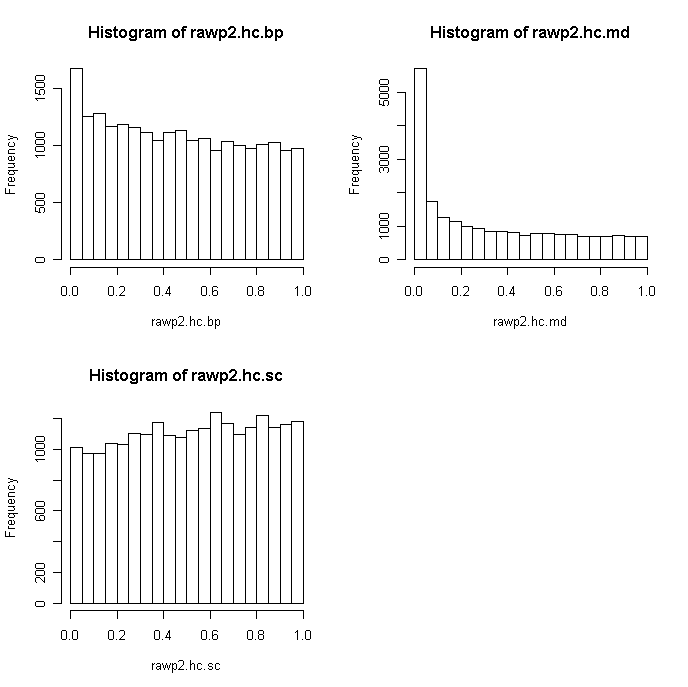 Histogram of rawp2.hc.bp
Frequency
0 500 1000 1500
0.0 0.2 0.4 0.6 0.8 1.0
rawp2.hc.bp
Histogram of rawp2.hc.md
Frequency
1000 3000 5000
0.0 0.2 0.4 0.6 0.8 1.0
rawp2.hc.md
Histogram of rawp2.hc.sc
Frequency
0 200 600 1000
0.0 0.2 0.4 0.6 0.8 1.0
rawp2.hc.sc